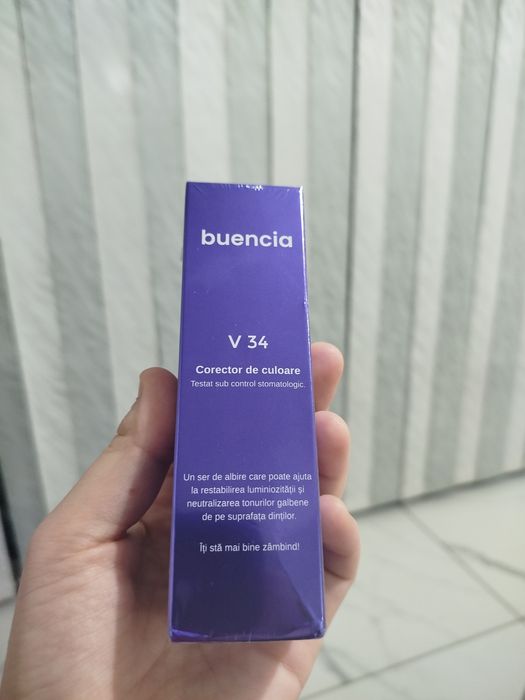 buencia
V 34
Corector de culoare
Testat sub control stomatologic.
Un ser de albire care poate ajuta
la restabilirea luminiozității și
neutralizarea tonurilor galbene
de pe suprafața dinților.
Îți stă mai bine zâmbind!